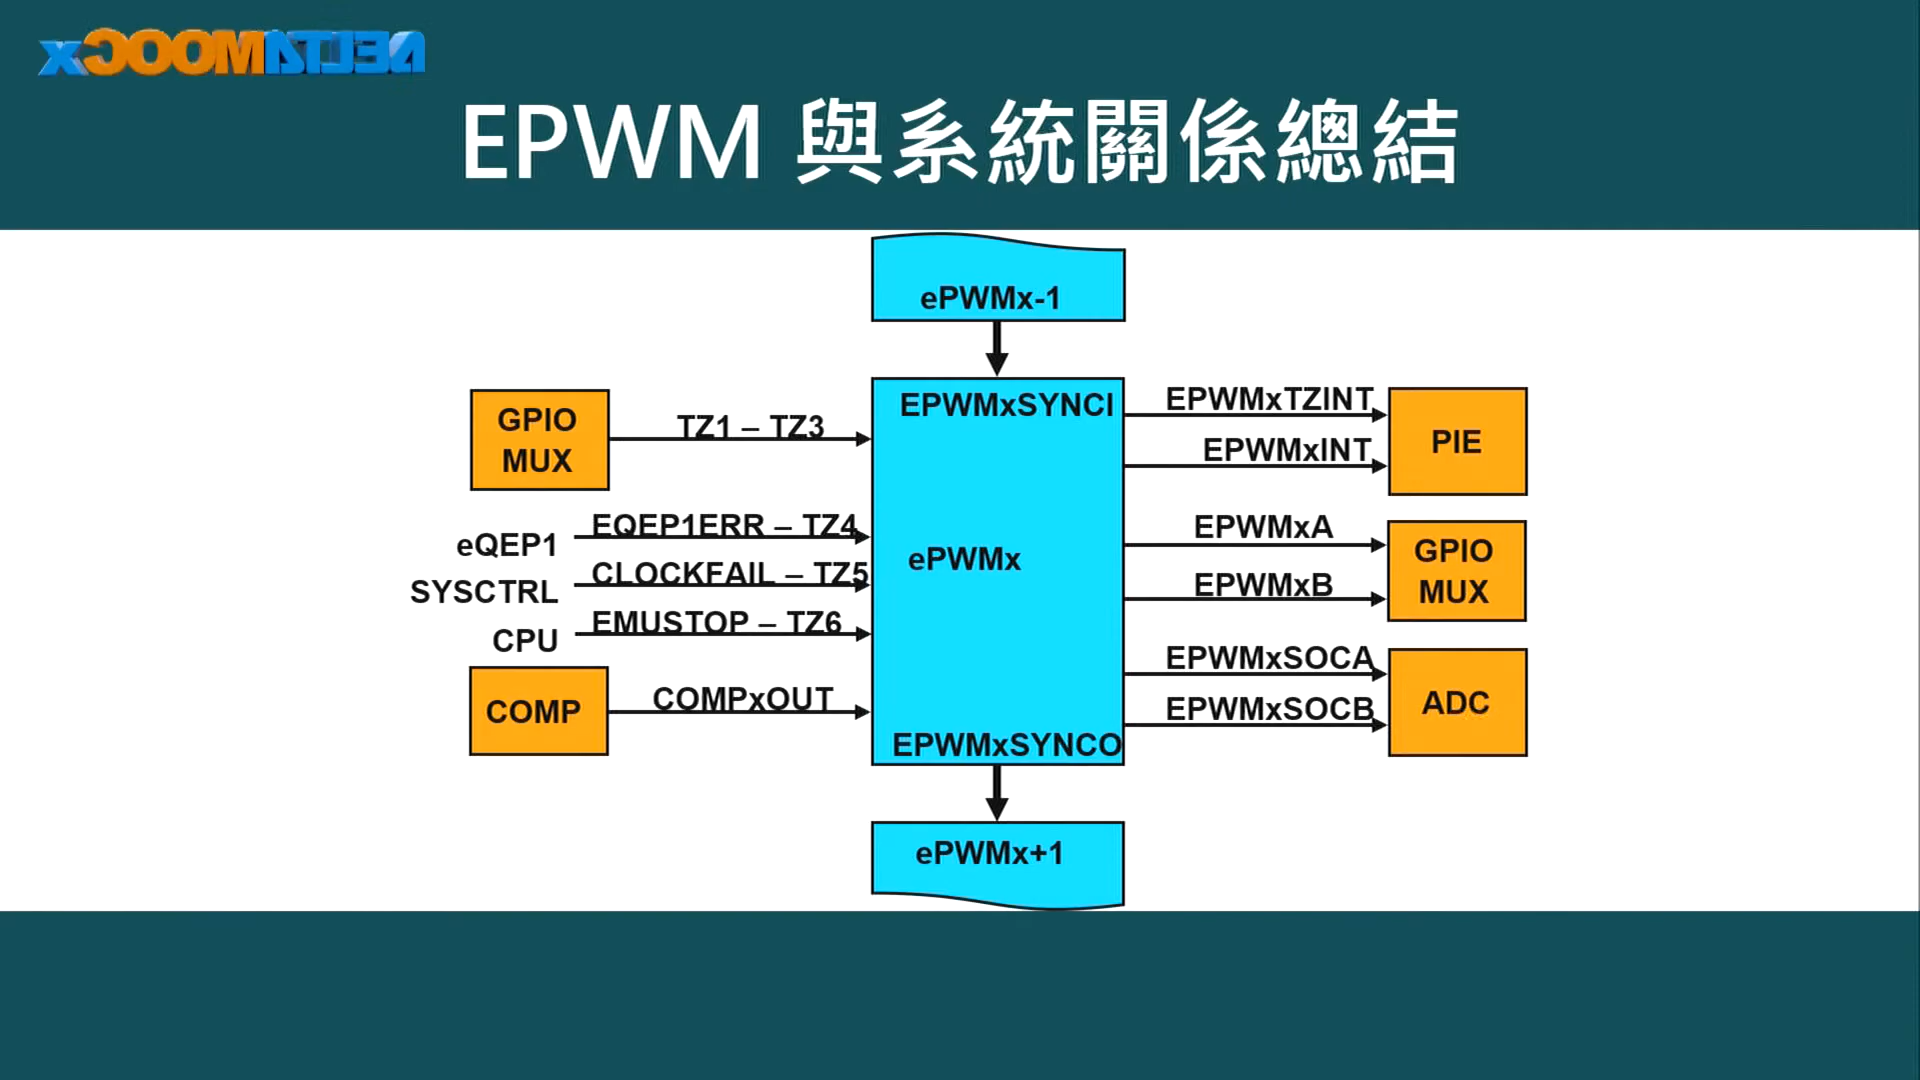 DELTAMOOCx
EPWM 與系統關係總結
ePWMx-1
GPIO
MUX
TZ1 – TZ3
EPWMxSYNCI
EPWMxTZINT
EPWMxINT
PIE
eQEP1
EQEP1ERR – TZ4
SYSCTRL
CLOCKFAIL – TZ5
CPU
EMUSTOP – TZ6
ePWMx
EPWMxA
EPWMxB
GPIO
MUX
COMP
COMPxOUT
EPWMxSOCA
EPWMxSOCB
ADC
EPWMxSYNCO
ePWMx+1